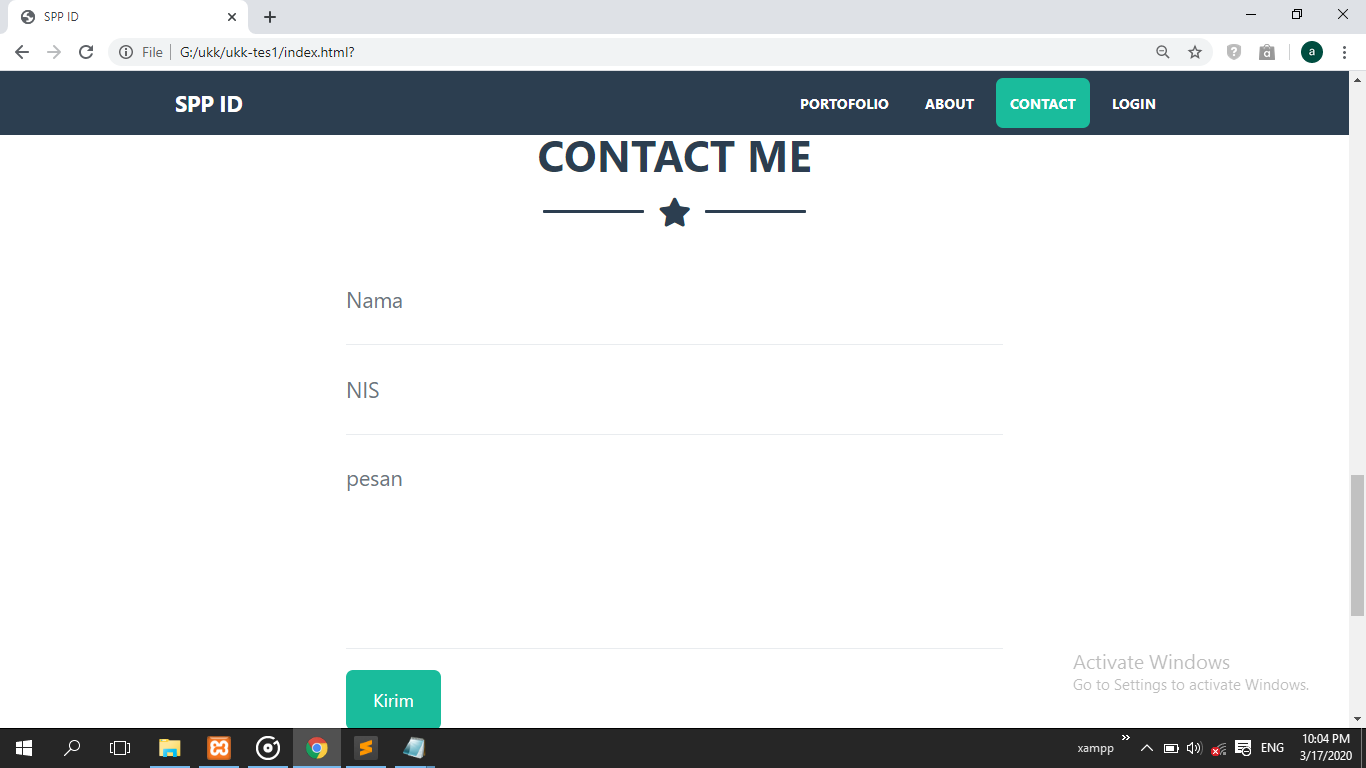 SPP ID
File
G:/ukk/ukk-tes1/index.html?
a
a
SPP ID
PORTOFOLIO
ABOUT
CONTACT
LOGIN
CONTACT ME
Nama
NIS
pesan
Kirim
Activate Windows
Go to Settings to activate Windows.
xampp
ENG
10:04 PM
3/17/2020